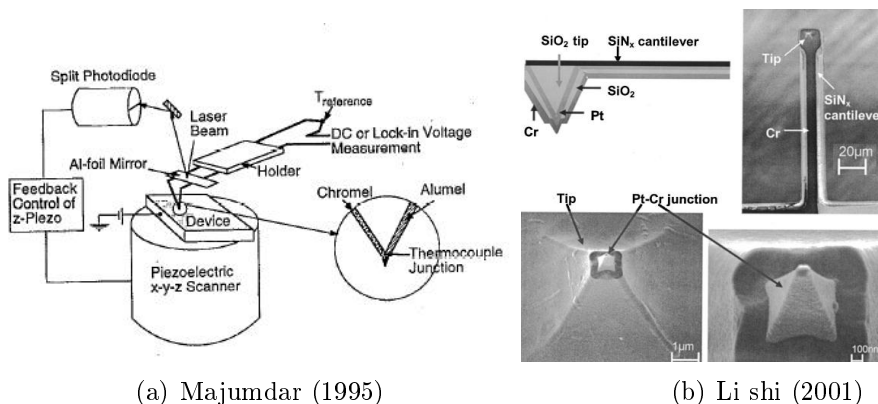 Split Photodiode
Laser
Beam
T reference
DC or Lock-in Voltage
Measurement
Al-foil Mirror
Holder
Feedback
Control of
z-Piezo
Device
Chromel
Alumel
Thermocouple
Junction
Piezoelectric
x-y-z Scanner
(a) Majumdar (1995)
SiO₂ tip
SiNₓ cantilever
SiO₂
Cr
Pt
Tip
SiNₓ
cantilever
Cr
20µm
Tip
Pt-Cr junction
1µm
100nm
(b) Li shi (2001)